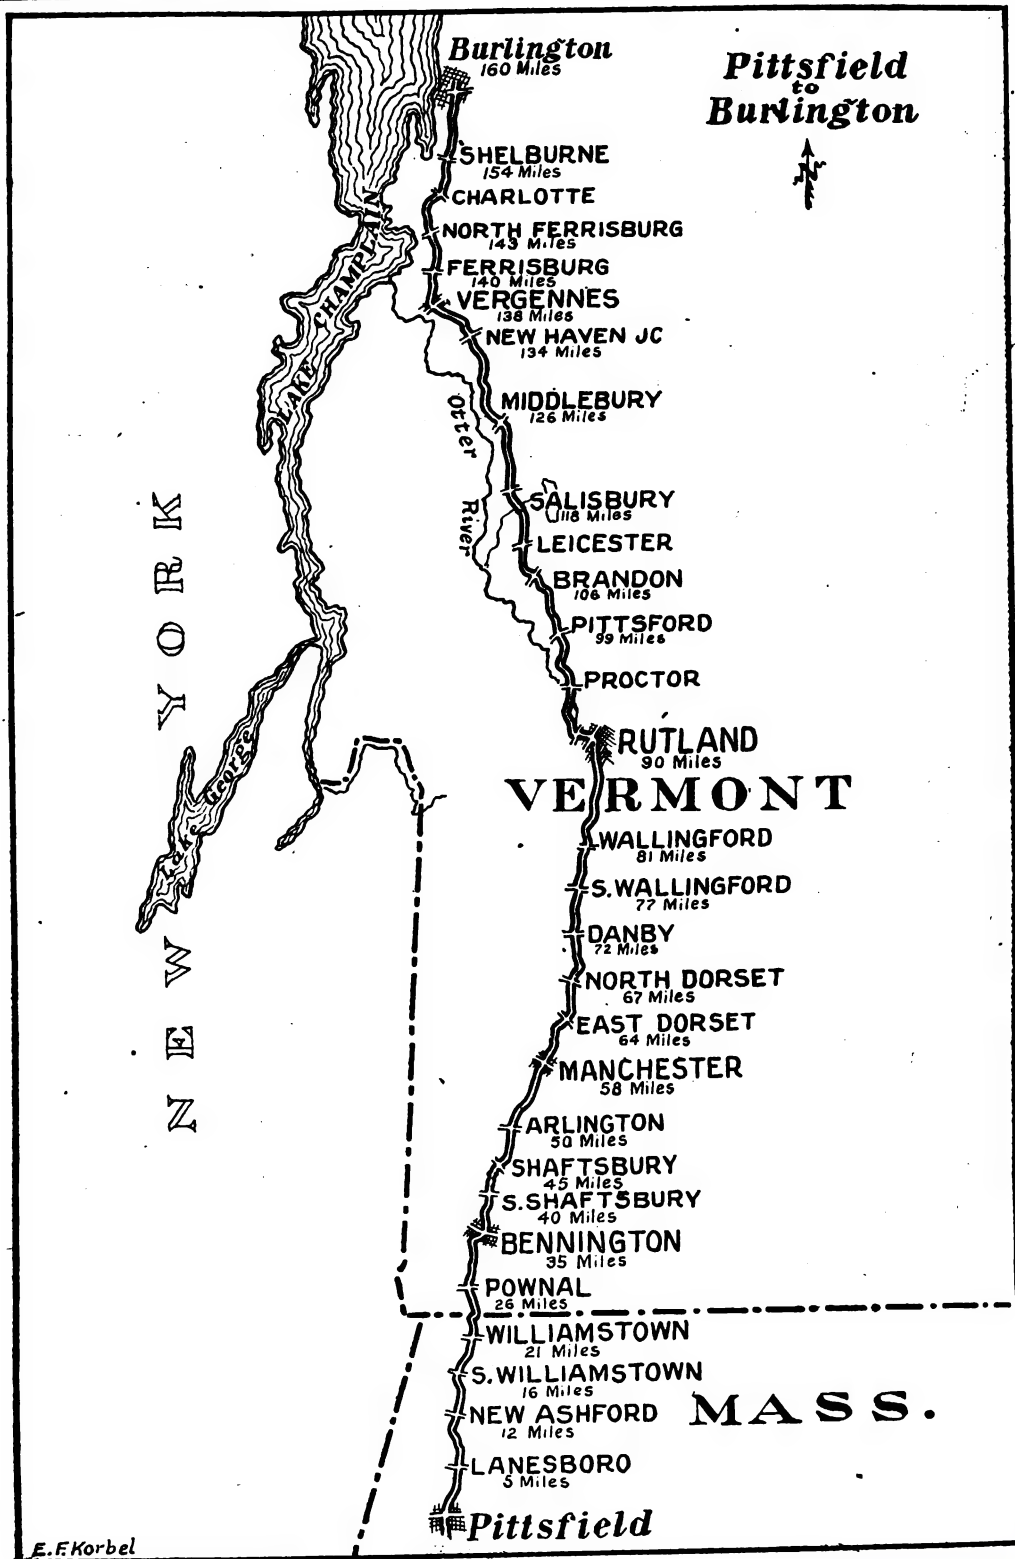 Pittsfield
to
Burlington
Burlington
160 Miles
SHELBURNE
154 Miles
CHARLOTTE
NORTH FERRISBURG
143 Miles
FERRISBURG
140 Miles
VERGENNES
138 Miles
NEW HAVEN JC
134 Miles
MIDDLEBURY
126 Miles
SALISBURY
118 Miles
LEICESTER
BRANDON
106 Miles
PITTSFORD
99 Miles
PROCTOR
RUTLAND
90 Miles
VERMONT
WALLINGFORD
81 Miles
S. WALLINGFORD
77 Miles
DANBY
72 Miles
NORTH DORSET
67 Miles
EAST DORSET
64 Miles
MANCHESTER
58 Miles
ARLINGTON
50 Miles
SHAFTSBURY
45 Miles
S. SHAFTSBURY
40 Miles
BENNINGTON
35 Miles
POWNAL
26 Miles
WILLIAMSTOWN
21 Miles
S. WILLIAMSTOWN
16 Miles
NEW ASHFORD
12 Miles
LANESBORO
5 Miles
Pittsfield
MASS.
LAKE CHAMPLAIN
Otter River
Lake George
NEW YORK
E.F. Korbel